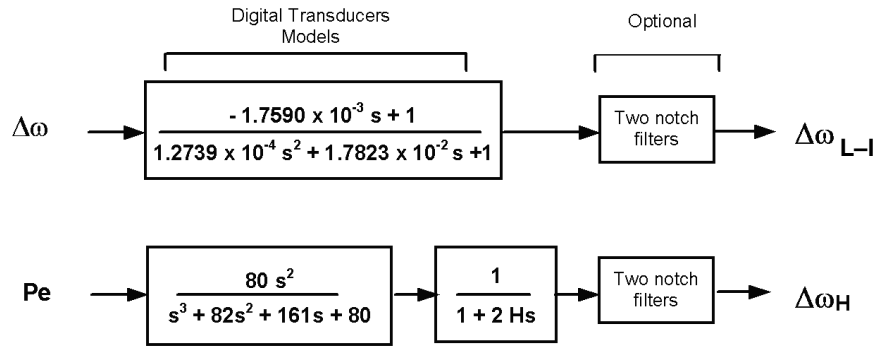 Digital Transducers
Models
Optional
Δω
- 1.7590 x 10⁻³ s + 1
1.2739 x 10⁻⁴ s² + 1.7823 x 10⁻² s +1
Two notch
filters
Δω L–I
Pe
80 s²
s³ + 82s² + 161s + 80
1
1 + 2 Hs
Two notch
filters
ΔωH